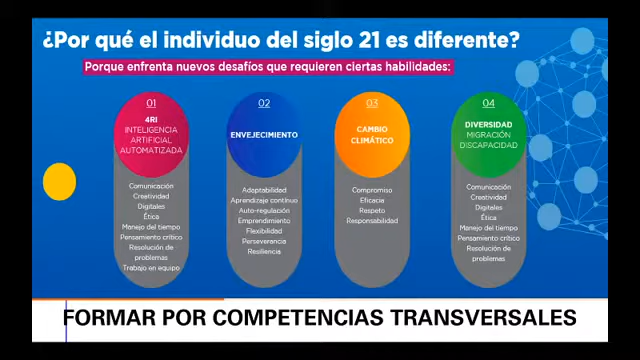 ¿Por qué el individuo del siglo 21 es diferente?
Porque enfrenta nuevos desafíos que requieren ciertas habilidades:
01
4RI
INTELIGENCIA
ARTIFICIAL
AUTOMATIZADA
Comunicación
Creatividad
Digitales
Ética
Manejo del tiempo
Pensamiento crítico
Resolución de
problemas
Trabajo en equipo
02
ENVEJECIMIENTO
Adaptabilidad
Aprendizaje contínuo
Auto-regulación
Emprendimiento
Flexibilidad
Perseverancia
Resiliencia
03
CAMBIO
CLIMÁTICO
Compromiso
Eficacia
Respeto
Responsabilidad
04
DIVERSIDAD
MIGRACIÓN
DISCAPACIDAD
Comunicación
Creatividad
Digitales
Ética
Manejo del tiempo
Pensamiento crítico
Resolución de
problemas
FORMAR POR COMPETENCIAS TRANSVERSALES